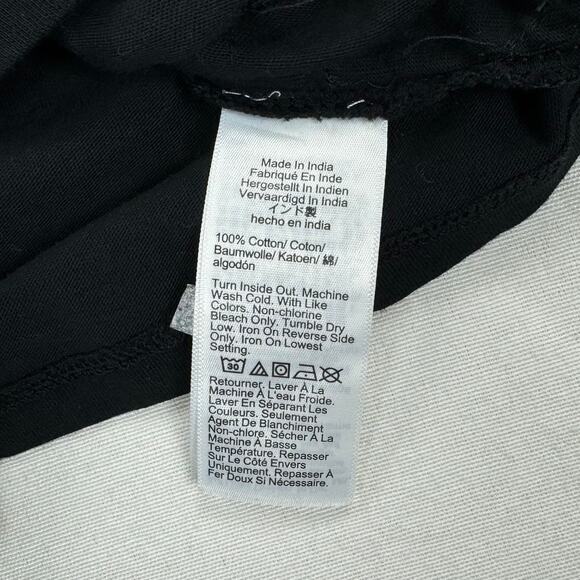 Made In India
Fabriqué En Inde
Hergestellt In Indien
Vervaardigd In India
インド製
hecho en india
100% Cotton/ Coton/
Baumwolle/ Katoen/ 綿/
algodón
Turn Inside Out. Machine
Wash Cold. With Like
Colors. Non-chlorine
Bleach Only. Tumble Dry
Low. Iron On Reverse Side
Only. Iron On Lowest
Setting.
30
Retourner. Laver À La
Machine À L'eau Froide.
Laver En Séparant Les
Couleurs. Seulement
Agent De Blanchiment
Non-chlore. Sécher À La
Machine À Basse
Température. Repasser
Sur Le Côté Envers
Uniquement. Repasser À
Fer Doux Si Nécessaire.